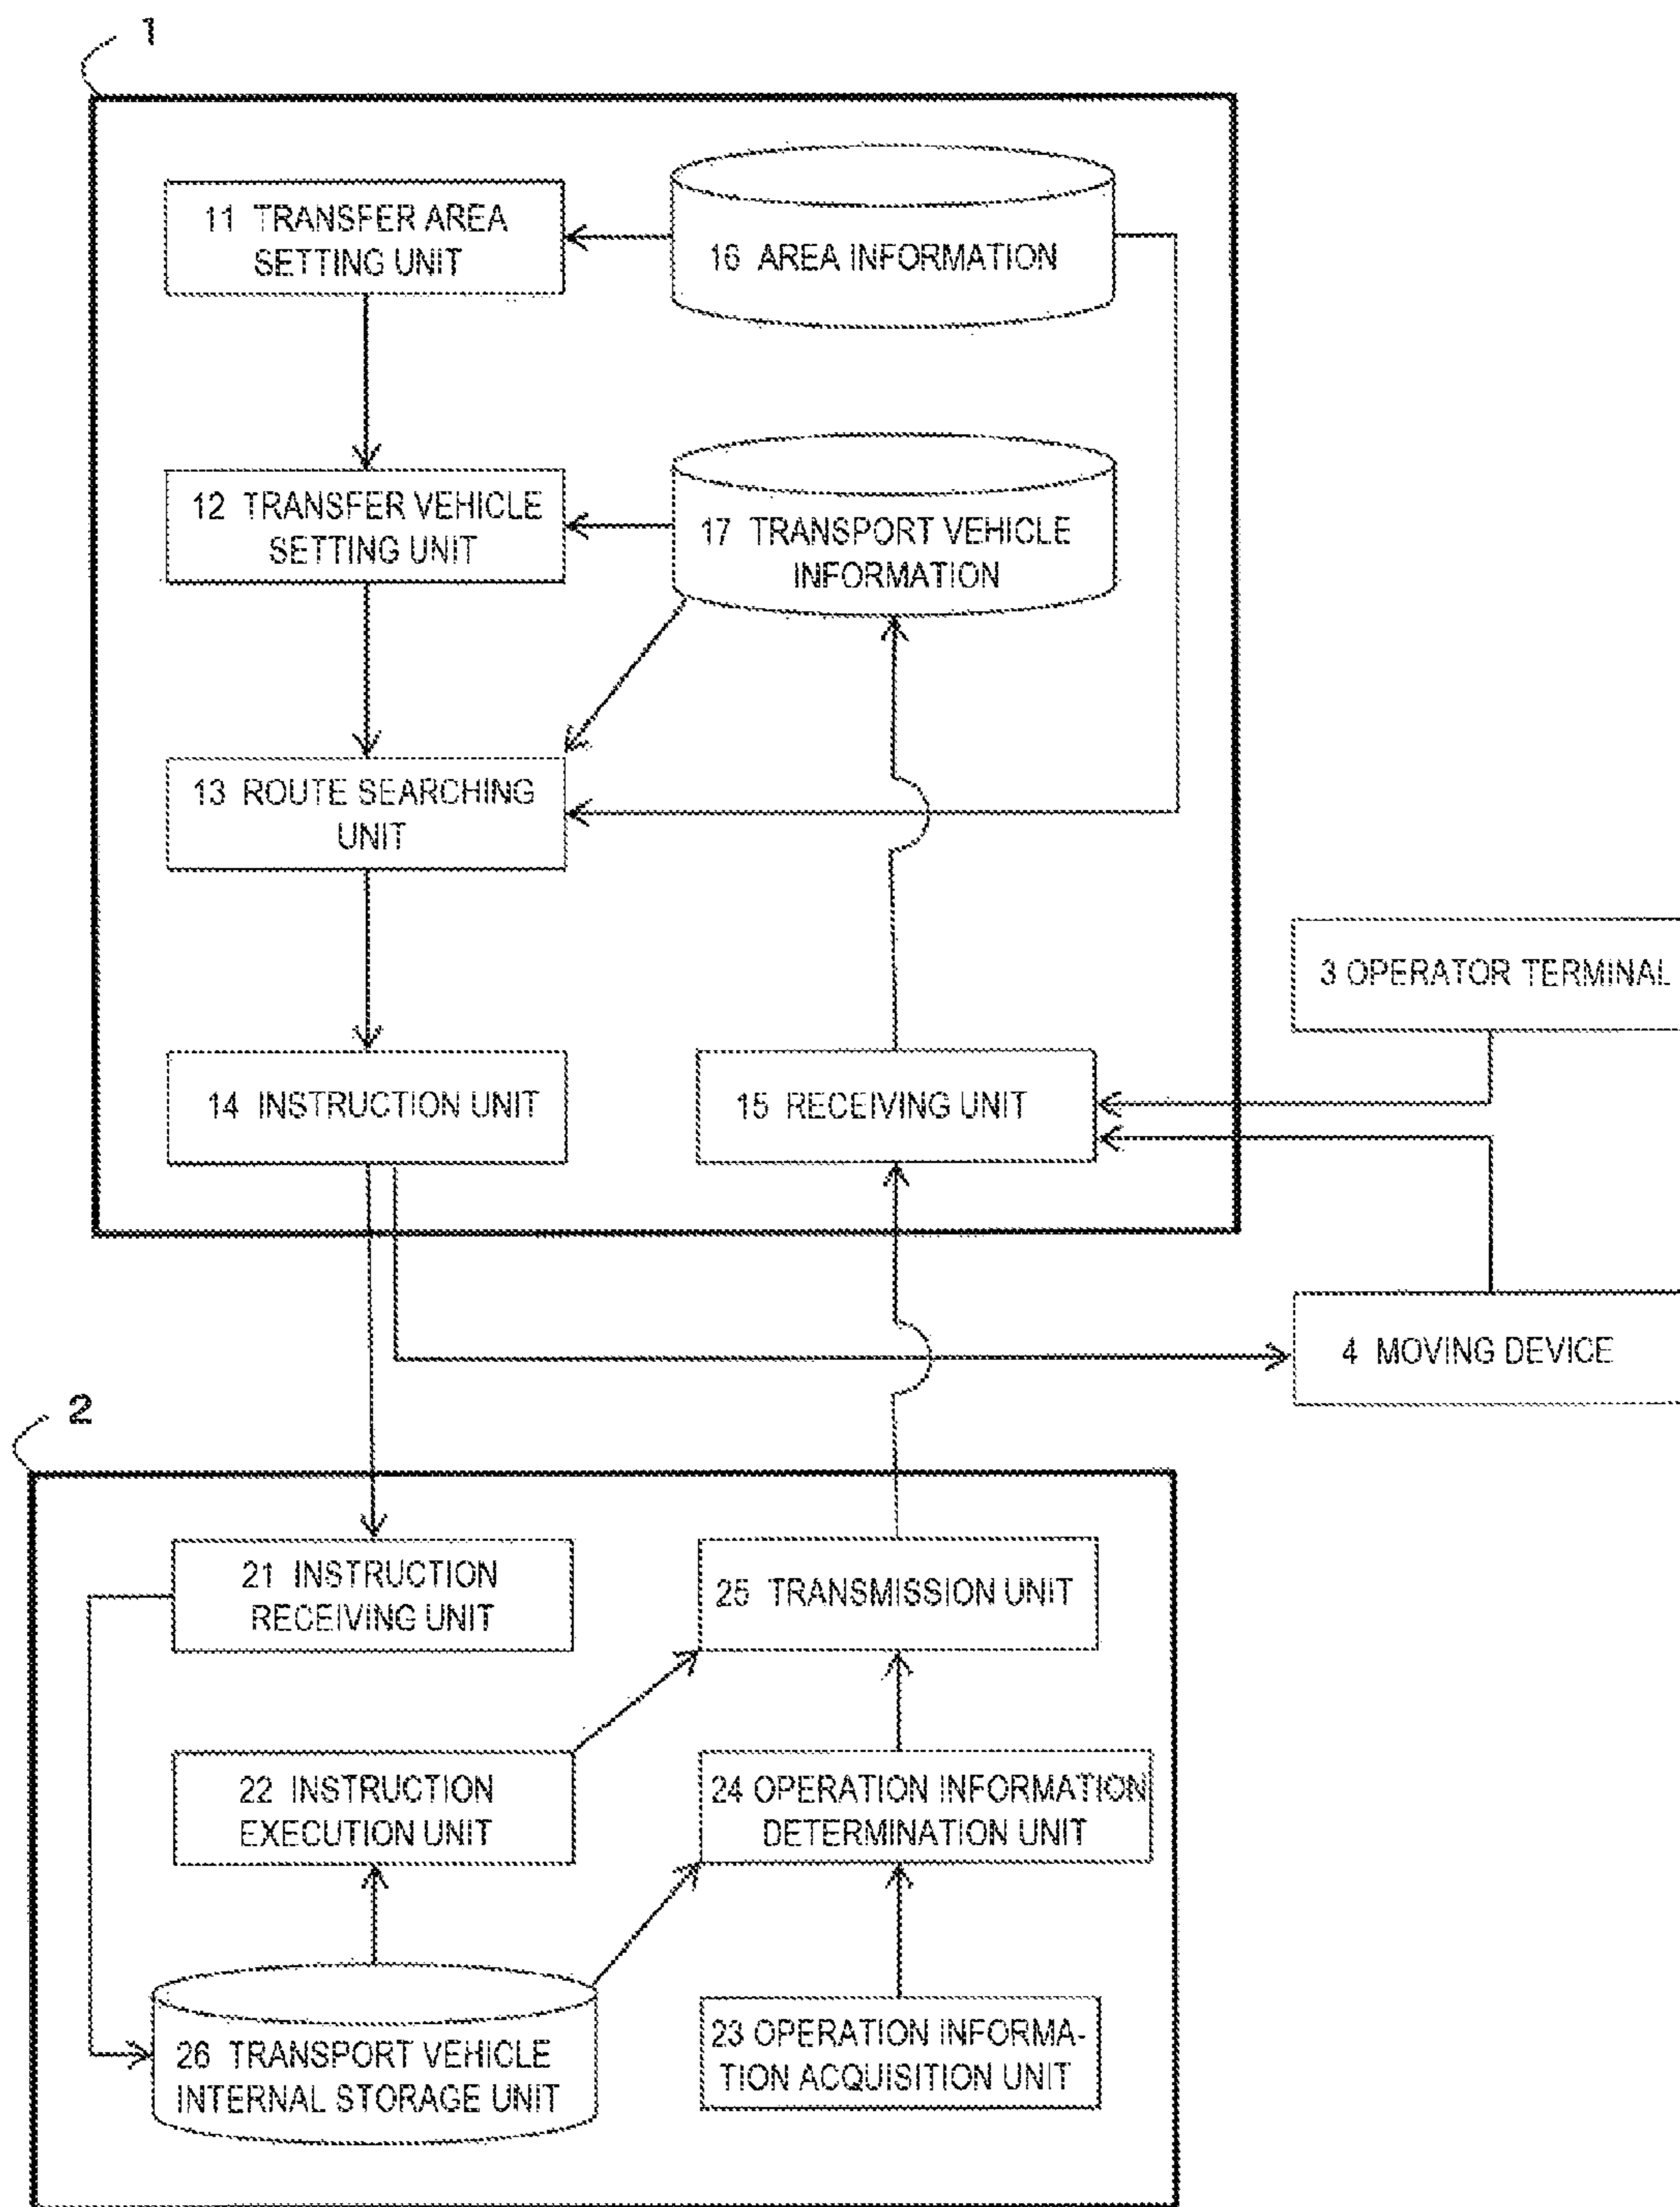 1
11 TRANSFER AREA
SETTING UNIT
16 AREA INFORMATION
12 TRANSFER VEHICLE
SETTING UNIT
17 TRANSPORT VEHICLE
INFORMATION
13 ROUTE SEARCHING
UNIT
3 OPERATOR TERMINAL
14 INSTRUCTION UNIT
15 RECEIVING UNIT
4 MOVING DEVICE
2
21 INSTRUCTION
RECEIVING UNIT
25 TRANSMISSION UNIT
22 INSTRUCTION
EXECUTION UNIT
24 OPERATION INFORMATION
DETERMINATION UNIT
26 TRANSPORT VEHICLE
INTERNAL STORAGE UNIT
23 OPERATION INFORMA-
TION ACQUISITION UNIT